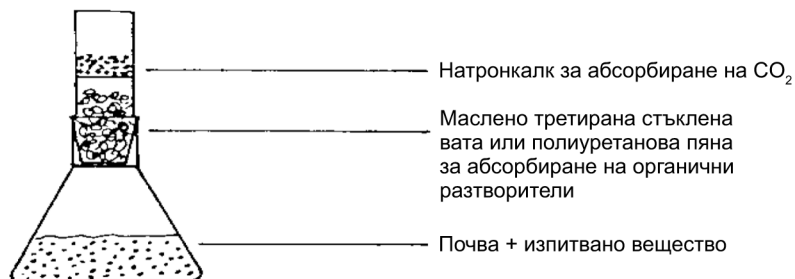 Натронкалк за абсорбиране на CO₂
Маслено третирана стъклена
вата или полиуретанова пяна
за абсорбиране на органични
разтворители
Почва + изпитвано вещество